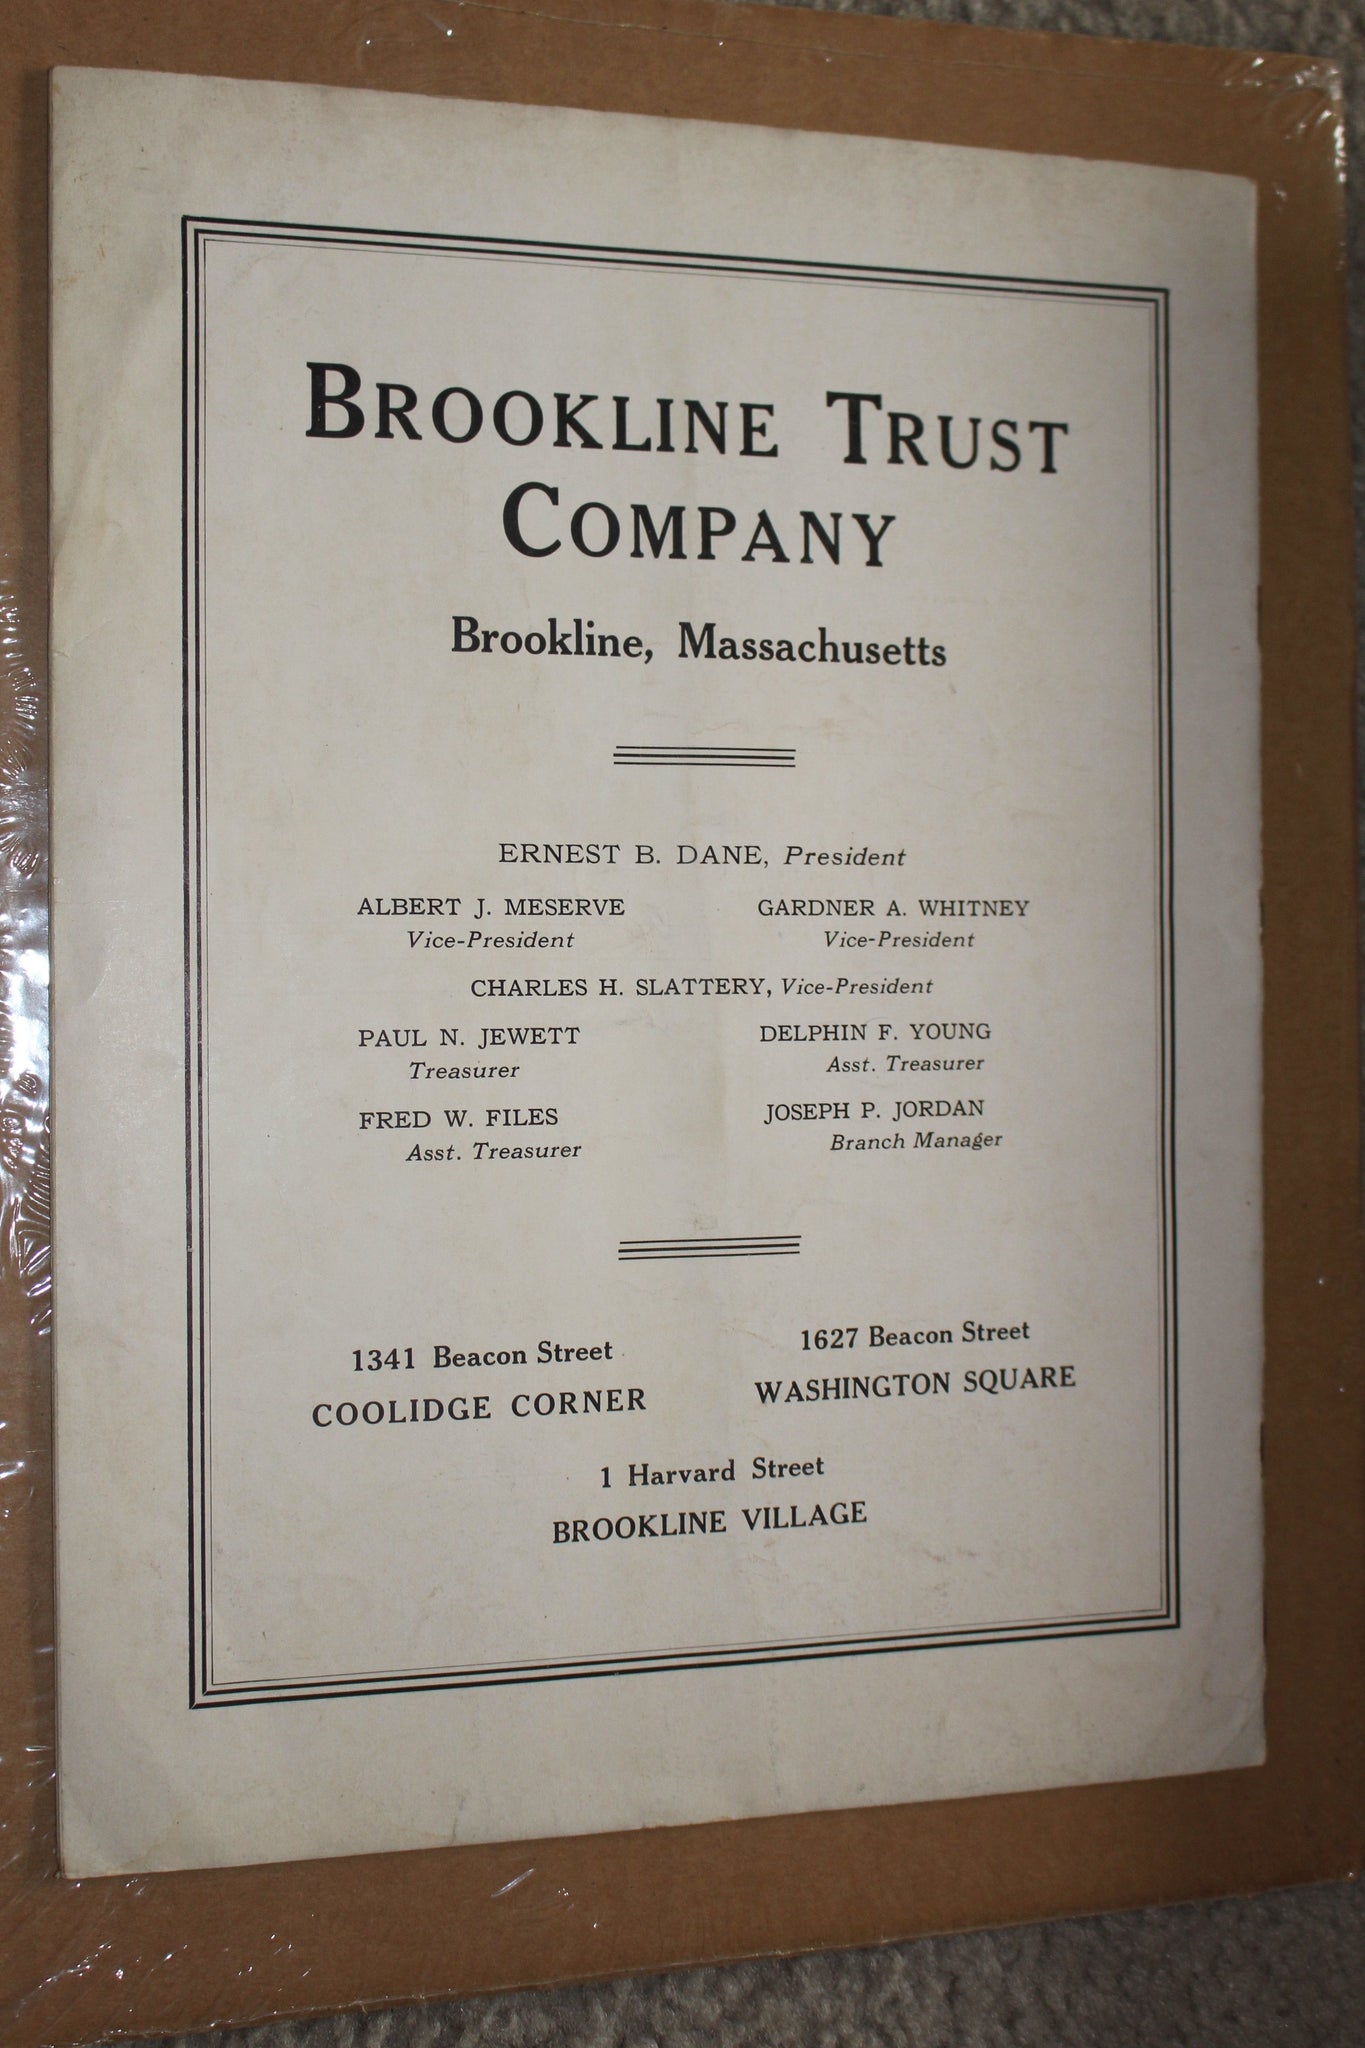 BROOKLINE TRUST
COMPANY
Brookline, Massachusetts
ERNEST B. DANE, President
ALBERT J. MESERVE GARDNER A. WHITNEY
Vice-President Vice-President
CHARLES H. SLATTERY, Vice-President
PAUL N. JEWETT DELPHIN F. YOUNG
Treasurer Asst. Treasurer
FRED W. FILES JOSEPH P. JORDAN
Asst. Treasurer Branch Manager
1341 Beacon Street 1627 Beacon Street
COOLIDGE CORNER WASHINGTON SQUARE
1 Harvard Street
BROOKLINE VILLAGE